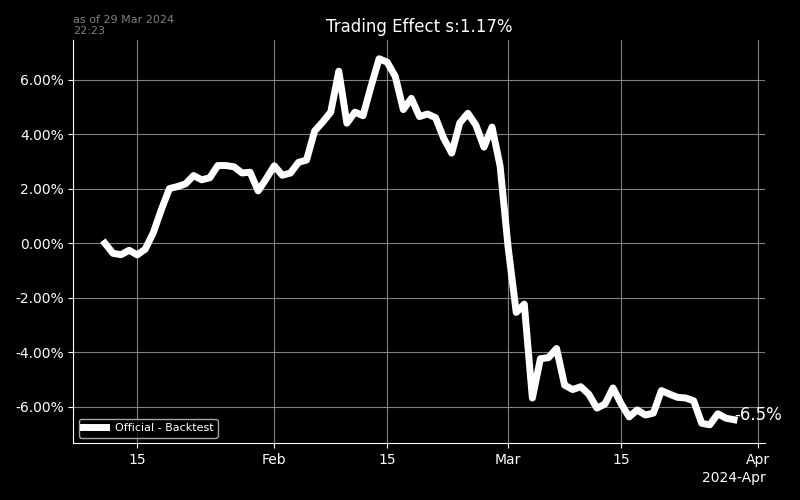 as of 29 Mar 2024
22:23
Trading Effect s:1.17%
6.00%
4.00%
2.00%
0.00%
-2.00%
-4.00%
-6.00%
-6.5%
Official - Backtest
15
Feb
15
Mar
15
Apr
2024-Apr